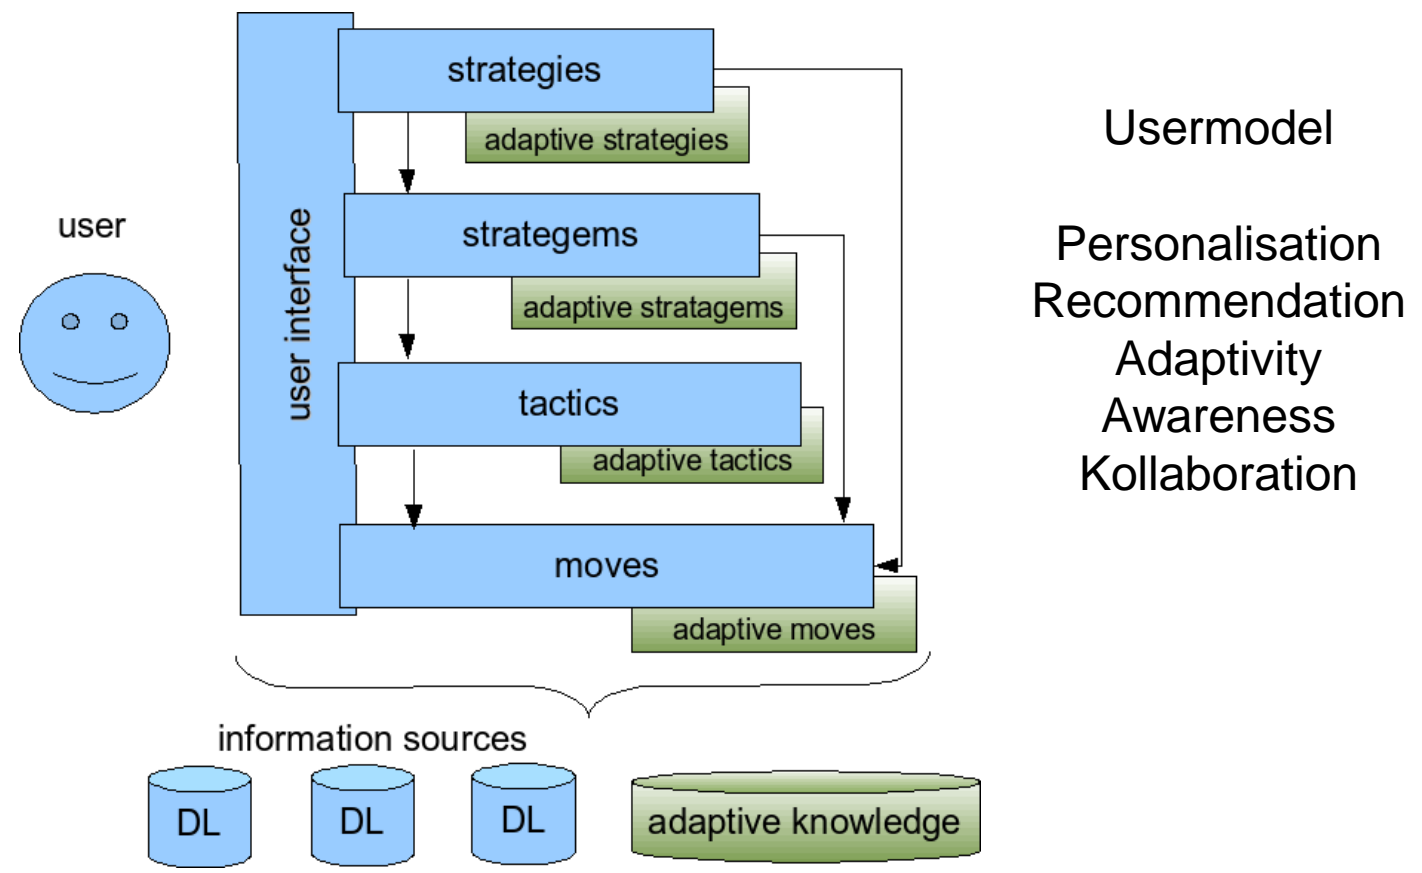 strategies
adaptive strategies
user
user interface
strategems
adaptive stratagems
tactics
adaptive tactics
moves
adaptive moves
information sources
DL
DL
DL
adaptive knowledge
Usermodel
Personalisation
Recommendation
Adaptivity
Awareness
Kollaboration